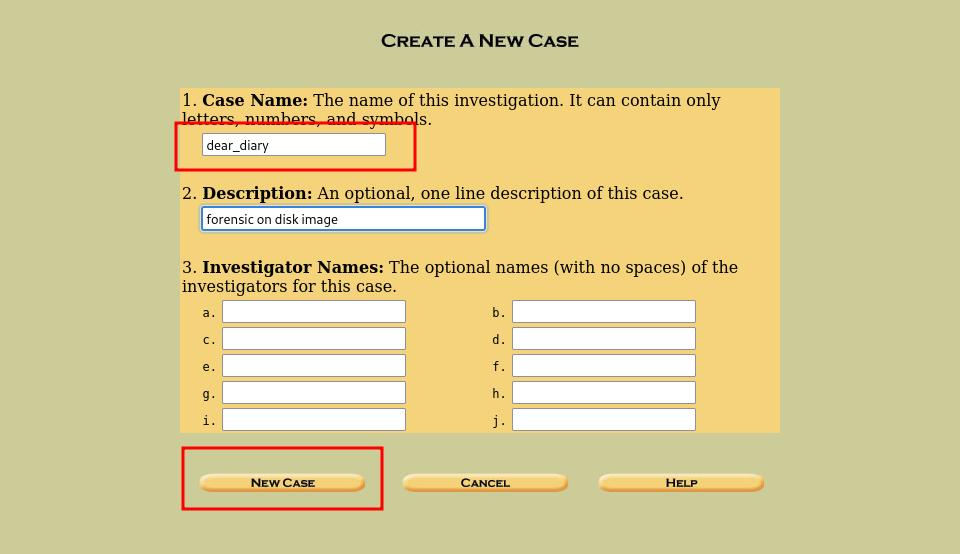 CREATE A NEW CASE
1. Case Name: The name of this investigation. It can contain only
letters, numbers, and symbols.
dear_diary
2. Description: An optional, one line description of this case.
forensic on disk image
3. Investigator Names: The optional names (with no spaces) of the
investigators for this case.
a. b.
c. d.
e. f.
g. h.
i. j.
NEW CASE CANCEL HELP